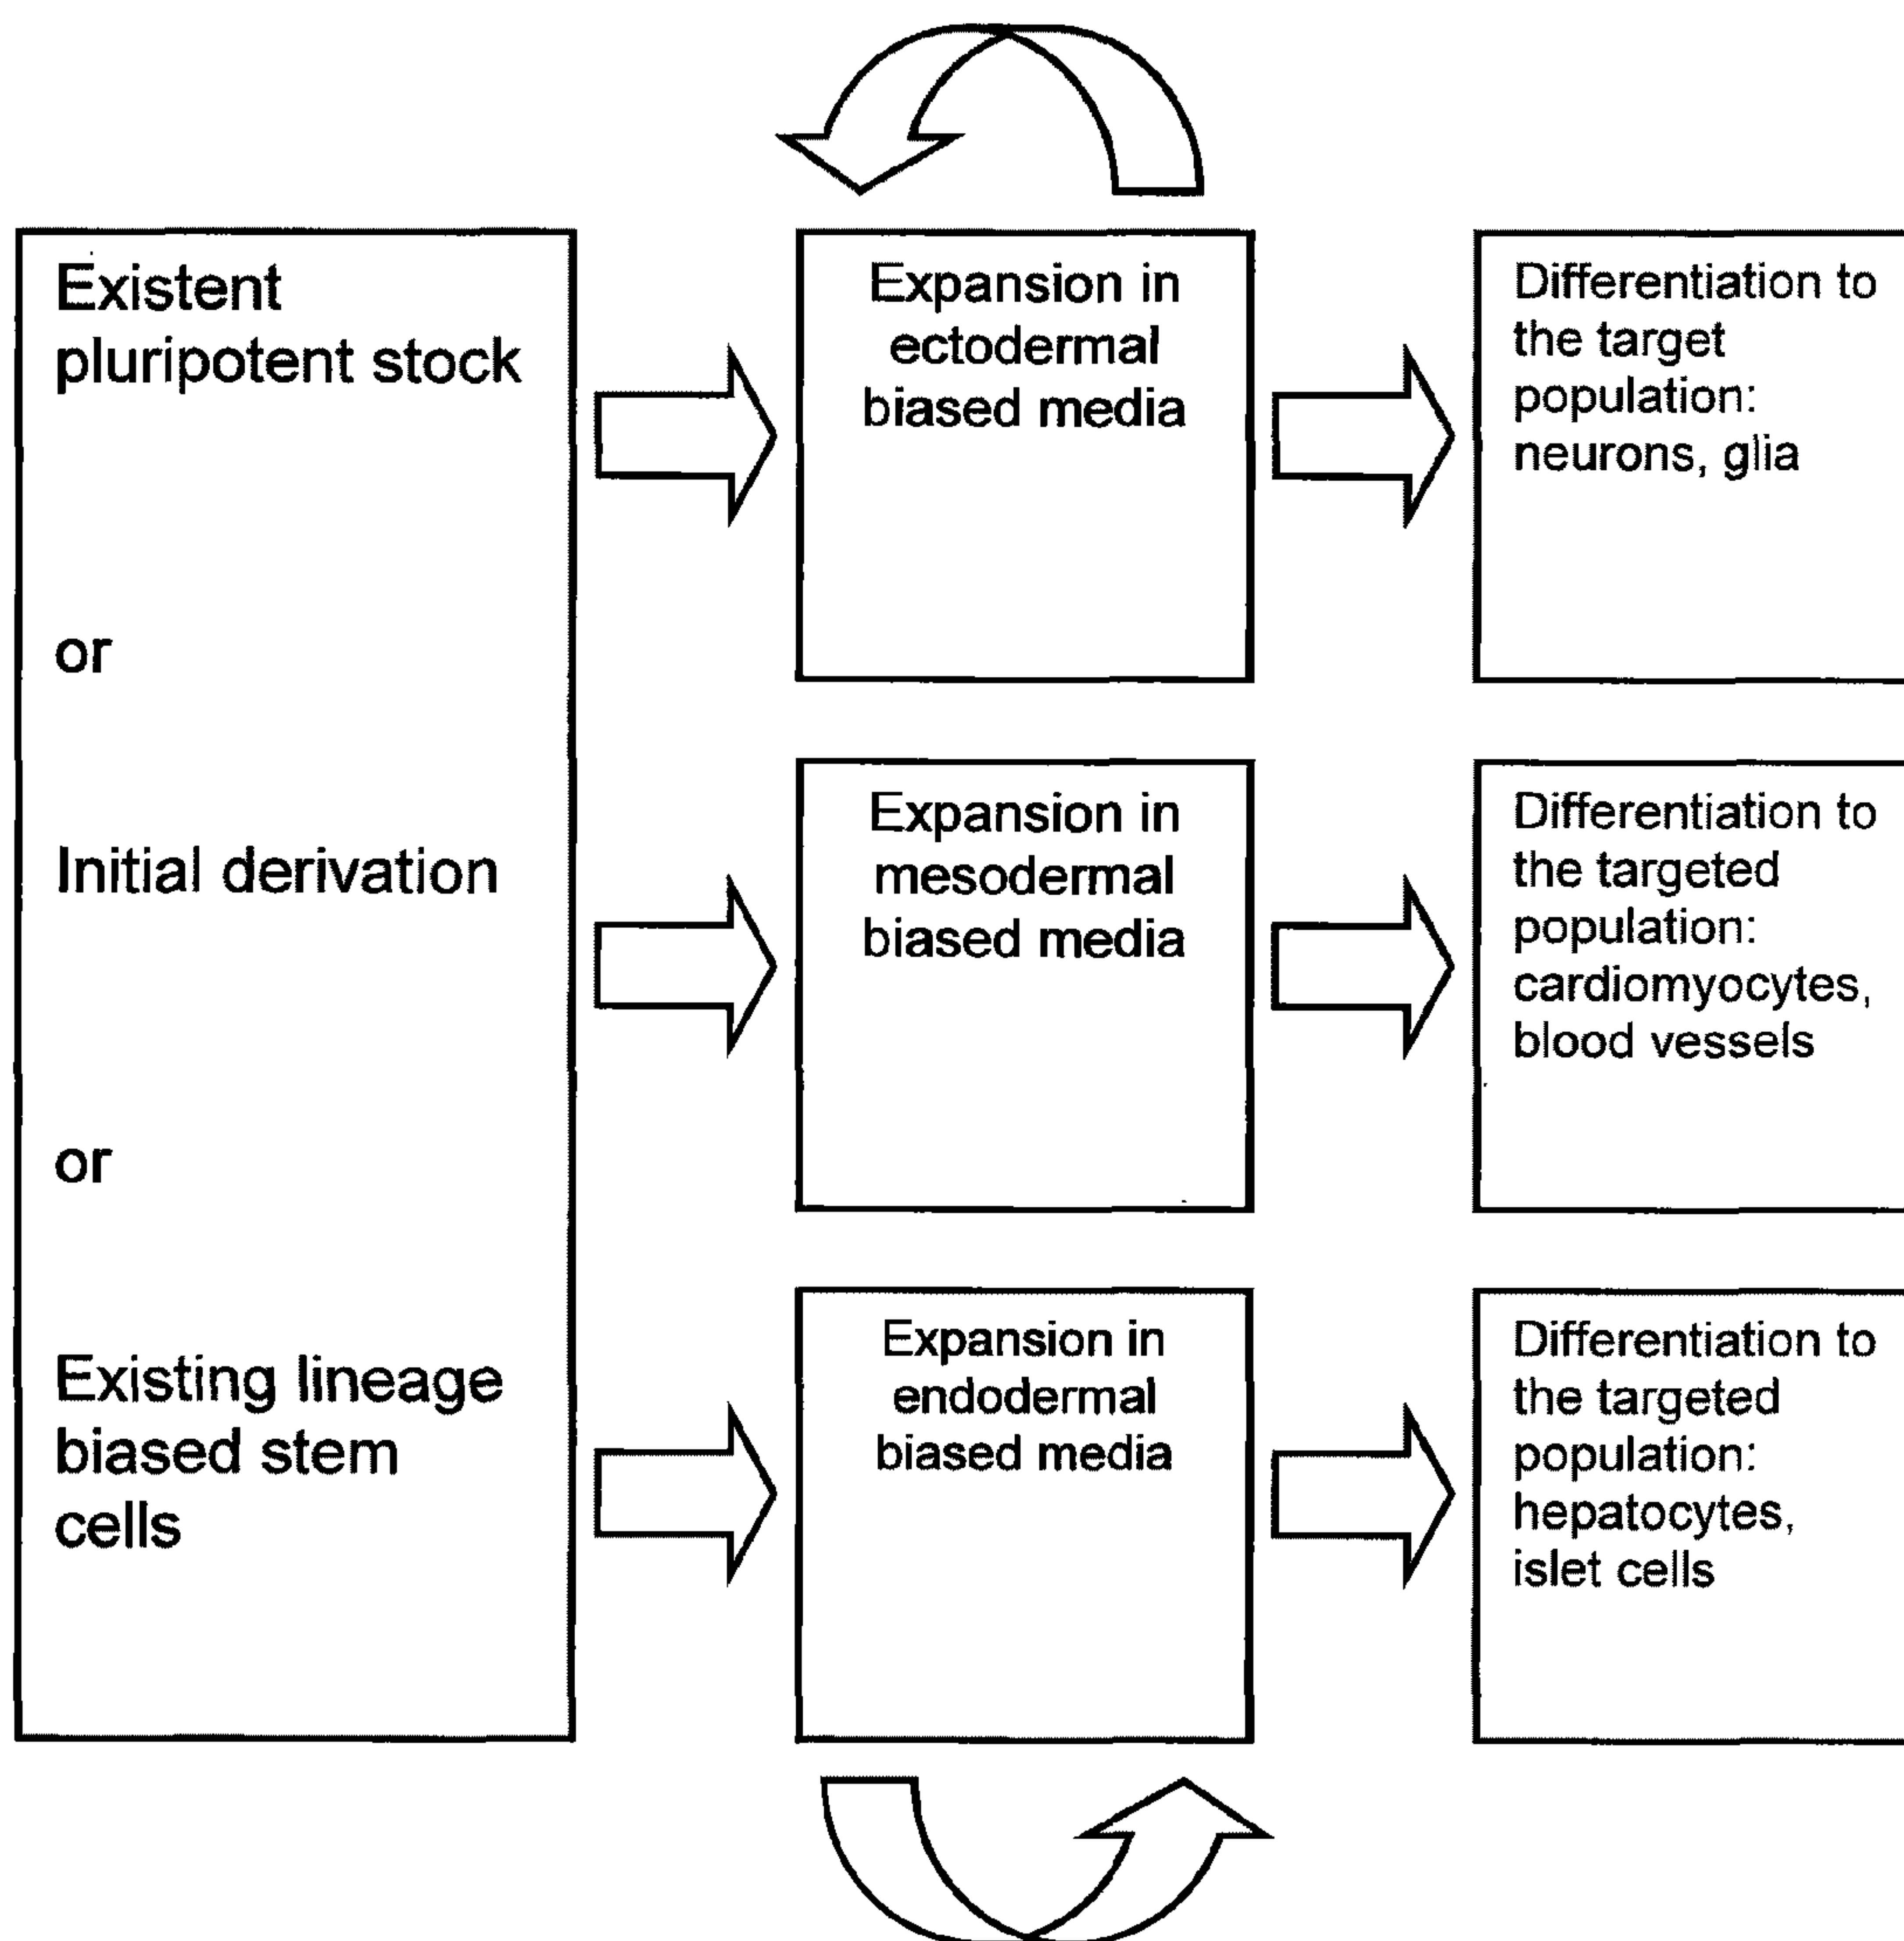 Existent
pluripotent stock
or
Initial derivation
or
Existing lineage
biased stem
cells
Expansion in
ectodermal
biased media
Differentiation to
the target
population:
neurons, glia
Expansion in
mesodermal
biased media
Differentiation to
the targeted
population:
cardiomyocytes,
blood vessels
Expansion in
endodermal
biased media
Differentiation to
the targeted
population:
hepatocytes,
islet cells